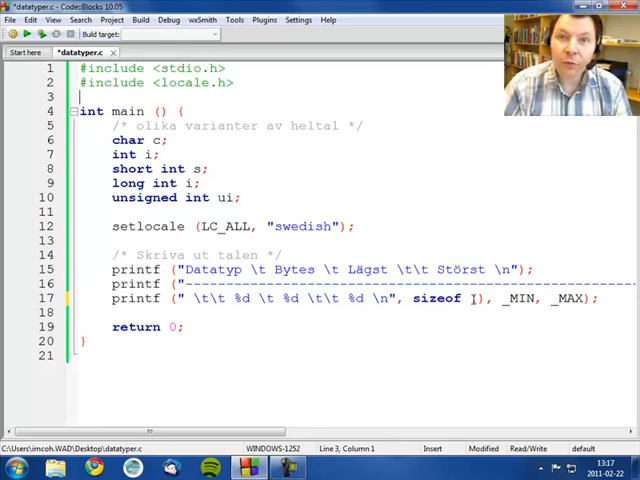 *datatyper.c - Code::Blocks 10.05
File Edit View Search Project Build Debug wxSmith Tools Plugins Settings Help
Build target:
Start here *datatyper.c
1 #include <stdio.h>
2 #include <locale.h>
3
4 int main () {
5 /* olika varianter av heltal */
6 char c;
7 int i;
8 short int s;
9 long int i;
10 unsigned int ui;
11
12 setlocale (LC_ALL, "swedish");
13
14 /* Skriva ut talen */
15 printf ("Datatyp \t Bytes \t Lägst \t\t Störst \n");
16 printf ("------------------------------------------------------------
17 printf (" \t\t %d \t %d \t\t %d \n", sizeof (), _MIN, _MAX);
18
19 return 0;
20 }
21
C:\Users\imcoh.WAD\Desktop\datatyper.c WINDOWS-1252 Line 3, Column 1 Insert Modified Read/Write default
13:17
2011-02-22